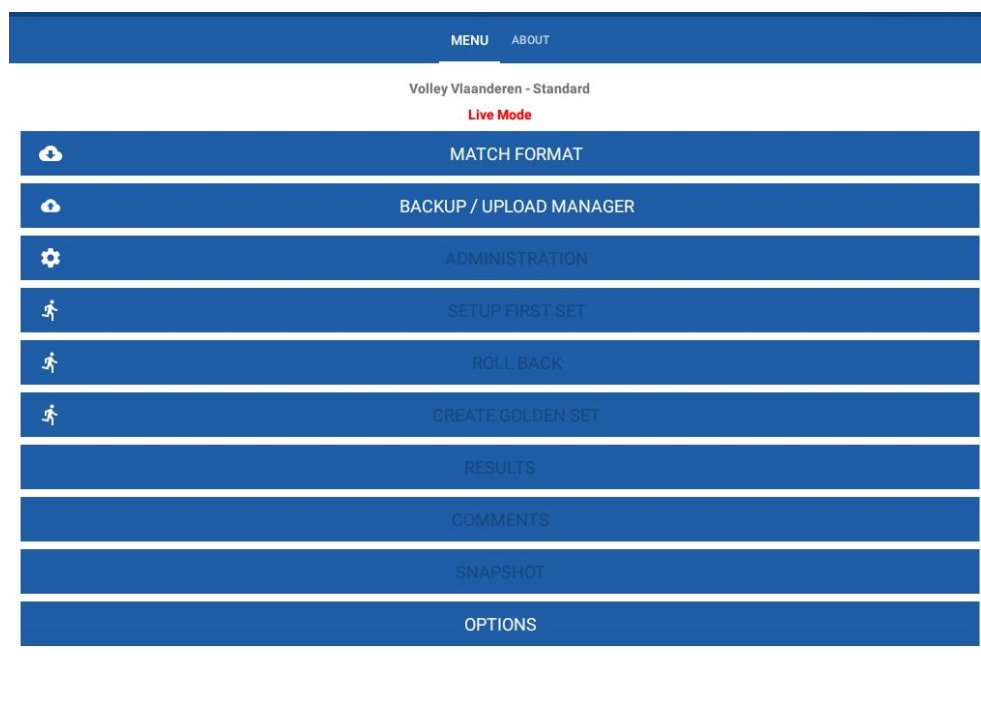 MENU ABOUT
Volley Vlaanderen - Standard
Live Mode
MATCH FORMAT
BACKUP / UPLOAD MANAGER
ADMINISTRATION
SETUP FIRST SET
ROLL BACK
CREATE GOLDEN SET
RESULTS
COMMENTS
SNAPSHOT
OPTIONS